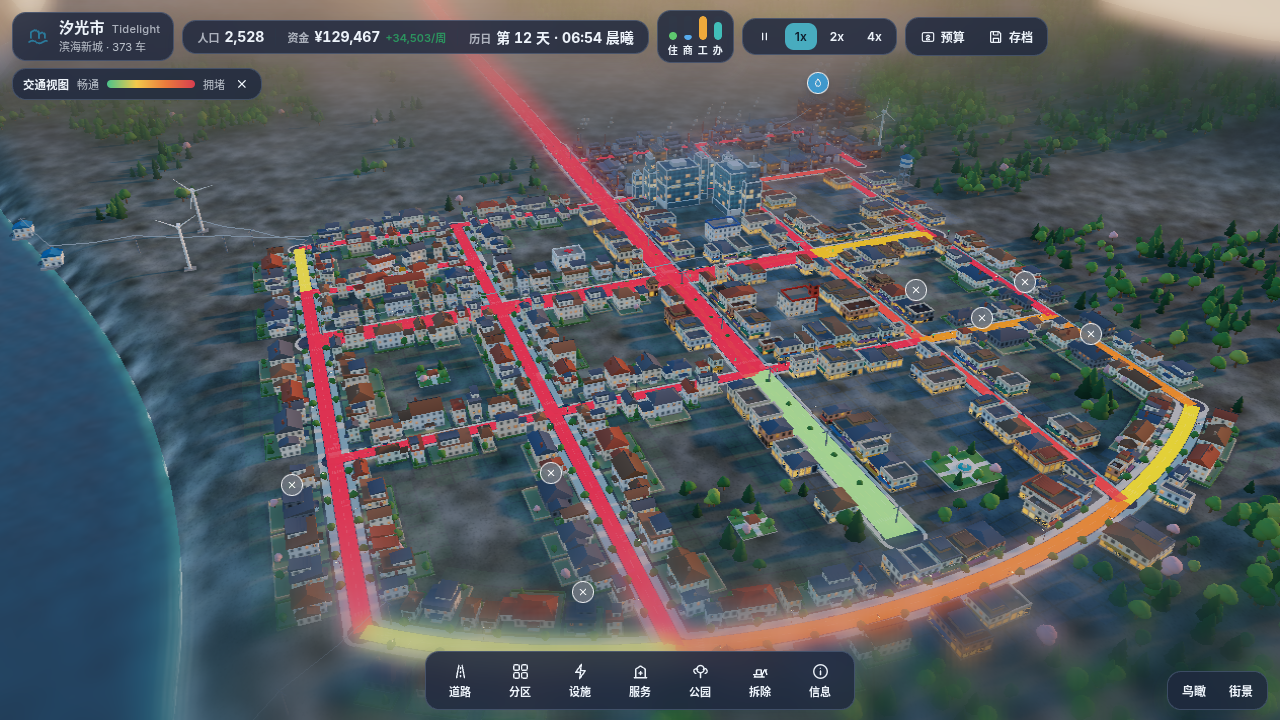 汐光市 Tidelight
滨海新城 · 373 车
人口 2,528 资金 ¥129,467 +34,503/周 历日 第 12 天 · 06:54 晨曦
住 商 工 办
1x 2x 4x
预算 存档
交通视图 畅通 拥堵
道路 分区 设施 服务 公园 拆除 信息
鸟瞰 街景